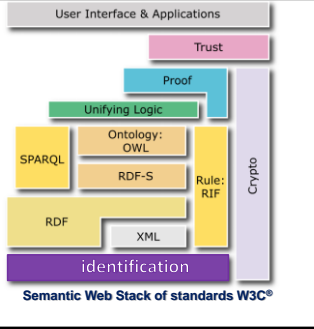 User Interface & Applications
Trust
Proof
Unifying Logic
Ontology:
OWL
SPARQL
RDF-S
Rule:
RIF
Crypto
RDF
XML
identification
Semantic Web Stack of standards W3C®